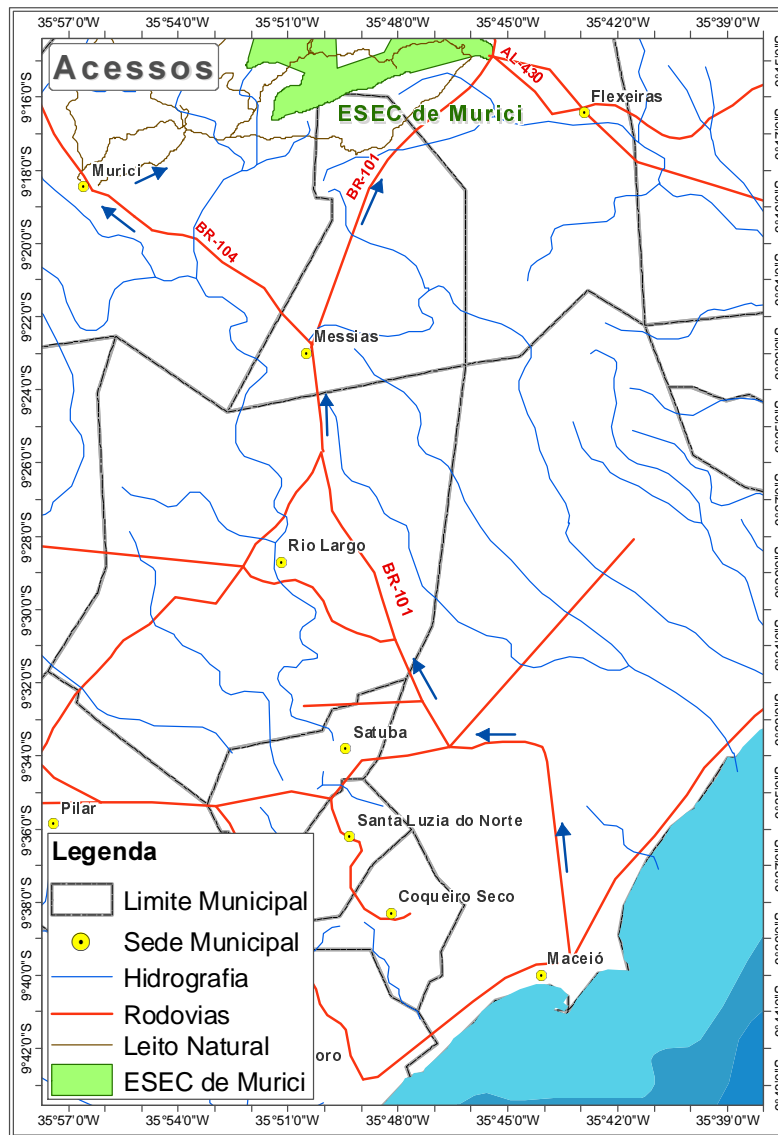 35°57'0"W 35°54'0"W 35°51'0"W 35°48'0"W 35°45'0"W 35°42'0"W 35°39'0"W
Acessos
AL-430
Flexeiras
ESEC de Murici
9°16'0"S
9°18'0"S
Murici
BR-101
BR-104
9°20'0"S
9°22'0"S
Messias
9°24'0"S
9°26'0"S
9°28'0"S
Rio Largo
BR-101
9°30'0"S
9°32'0"S
Satuba
9°34'0"S
Pilar
9°36'0"S
Santa Luzia do Norte
Coqueiro Seco
9°38'0"S
Maceió
9°40'0"S
9°42'0"S
oro
Legenda
Limite Municipal
Sede Municipal
Hidrografia
Rodovias
Leito Natural
ESEC de Murici
35°57'0"W 35°54'0"W 35°51'0"W 35°48'0"W 35°45'0"W 35°42'0"W 35°39'0"W